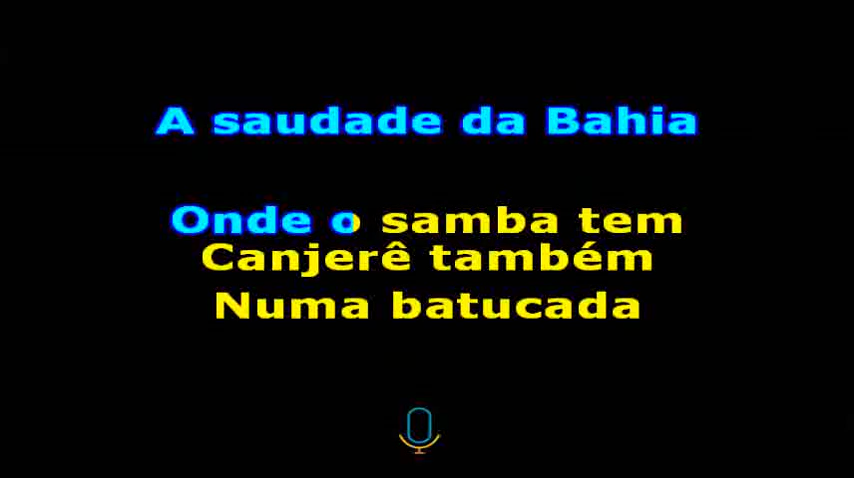 A saudade da Bahia
Onde o samba tem
Canjerê também
Numa batucada